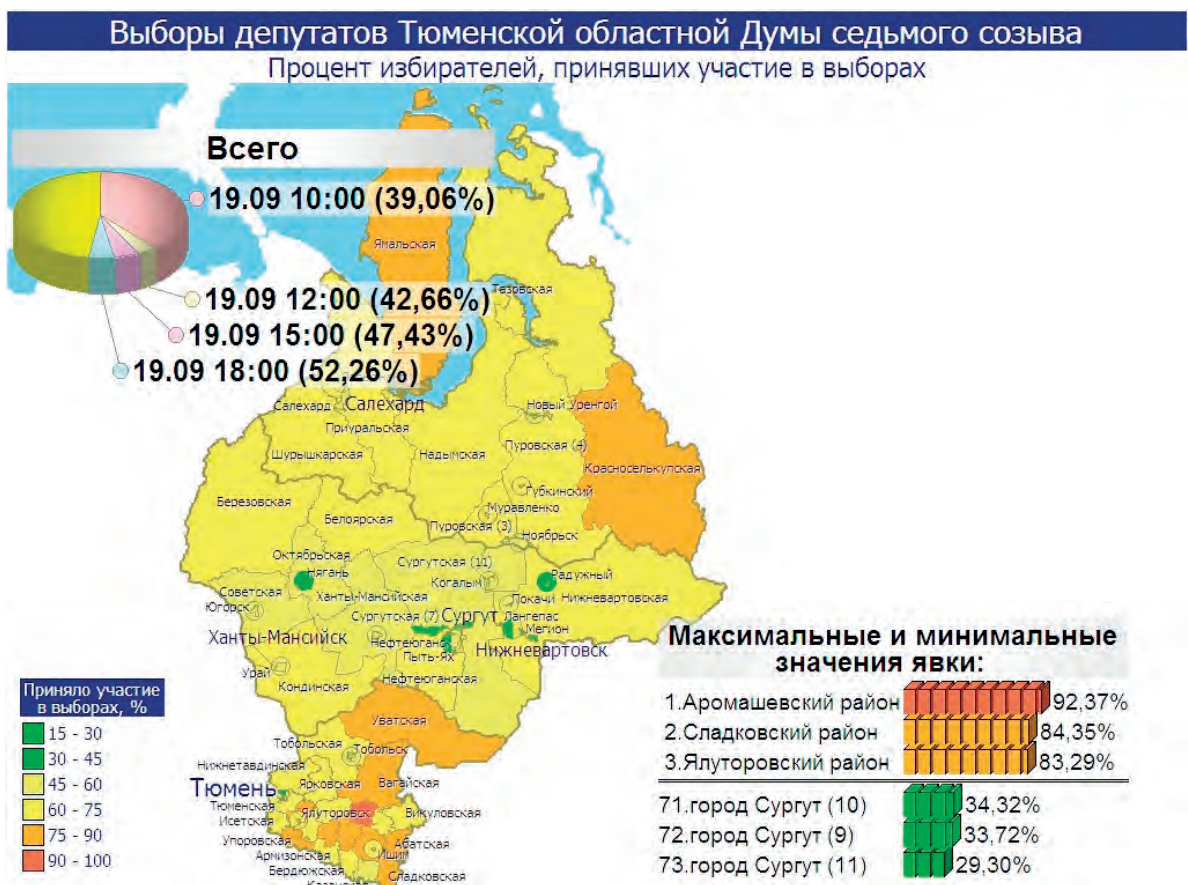 Выборы депутатов Тюменской областной Думы седьмого созыва
Процент избирателей, принявших участие в выборах
Всего
19.09 10:00 (39,06%)
19.09 12:00 (42,66%)
19.09 15:00 (47,43%)
19.09 18:00 (52,26%)
Ямальская
Тазовская
Салехард
Салехард
Новый Уренгой
Приуральская
Шурышкарская
Надымская
Пуровская (4)
Красноселькупская
Губкинский
Муравленко
Пуровская (3)
Ноябрьск
Березовская
Белоярская
Октябрьская
Нягань
Сургутская (11)
Когалым
Радужный
Советская
Югорск
Ханты-Мансийская
Покачи
Нижневартовская
Сургутская (7)
Сургут
Лангепас
Мегион
Ханты-Мансийск
Нефтеюганс
Пыть-Ях
Нижневартовск
Урай
Кондинская
Нефтеюганская
Уватская
Тобольская
Тобольск
Нижнетавдинская
Тюмень
Ярковская
Вагайская
Тюменская
Исетская
Ялуторовск
Викуловская
Упоровская
Армизонская
Абатская
Ишим
Бердюжская
Сладковская
Приняло участие
в выборах, %
15 - 30
30 - 45
45 - 60
60 - 75
75 - 90
90 - 100
Максимальные и минимальные
значения явки:
1.Аромашевский район 92,37%
2.Сладковский район 84,35%
3.Ялуторовский район 83,29%
71.город Сургут (10) 34,32%
72.город Сургут (9) 33,72%
73.город Сургут (11) 29,30%